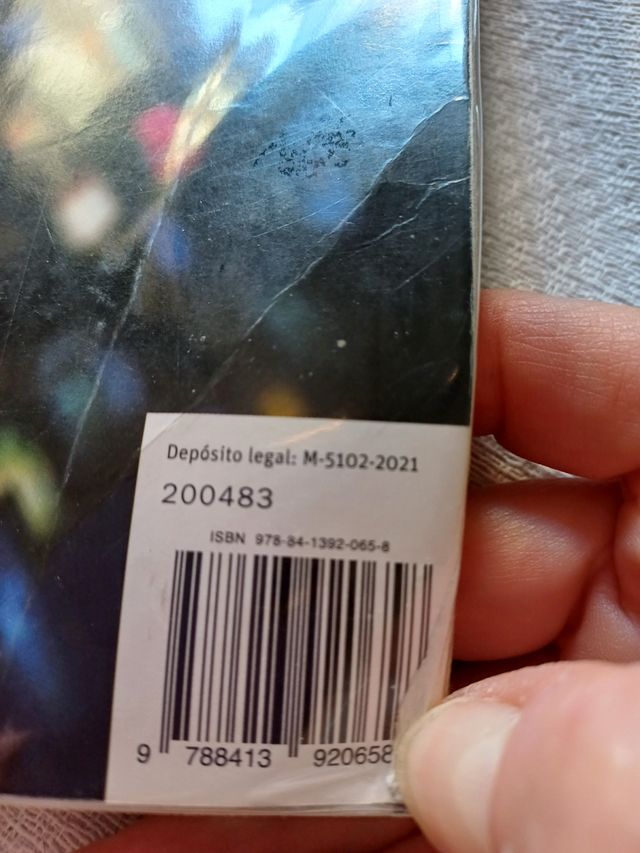 Depósito legal: M-5102-2021
200483
ISBN 978-84-1392-065-8
9 788413 920658